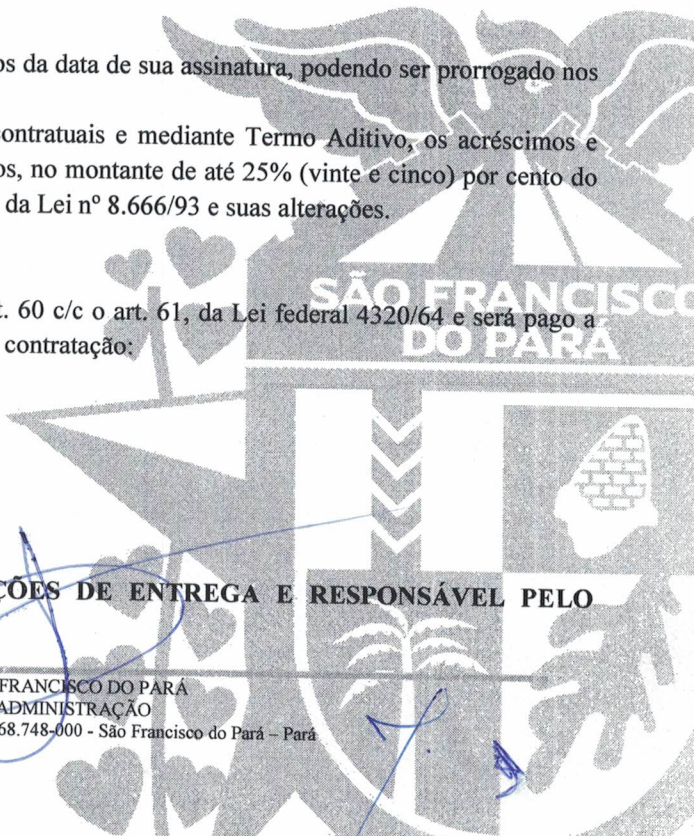 os da data de sua assinatura, podendo ser prorrogado nos
ontratuais e mediante Termo Aditivo, os acréscimos e
os, no montante de até 25% (vinte e cinco) por cento do
da Lei nº 8.666/93 e suas alterações.
SÃO FRANCISCO
t. 60 c/c o art. 61, da Lei federal 4320/64 e será pago a
DO PARÁ
contratação:
ÇÕES DE ENTREGA E RESPONSÁVEL PELO
FRANCISCO DO PARÁ
ADMINISTRAÇÃO
68.748-000 - São Francisco do Pará – Pará